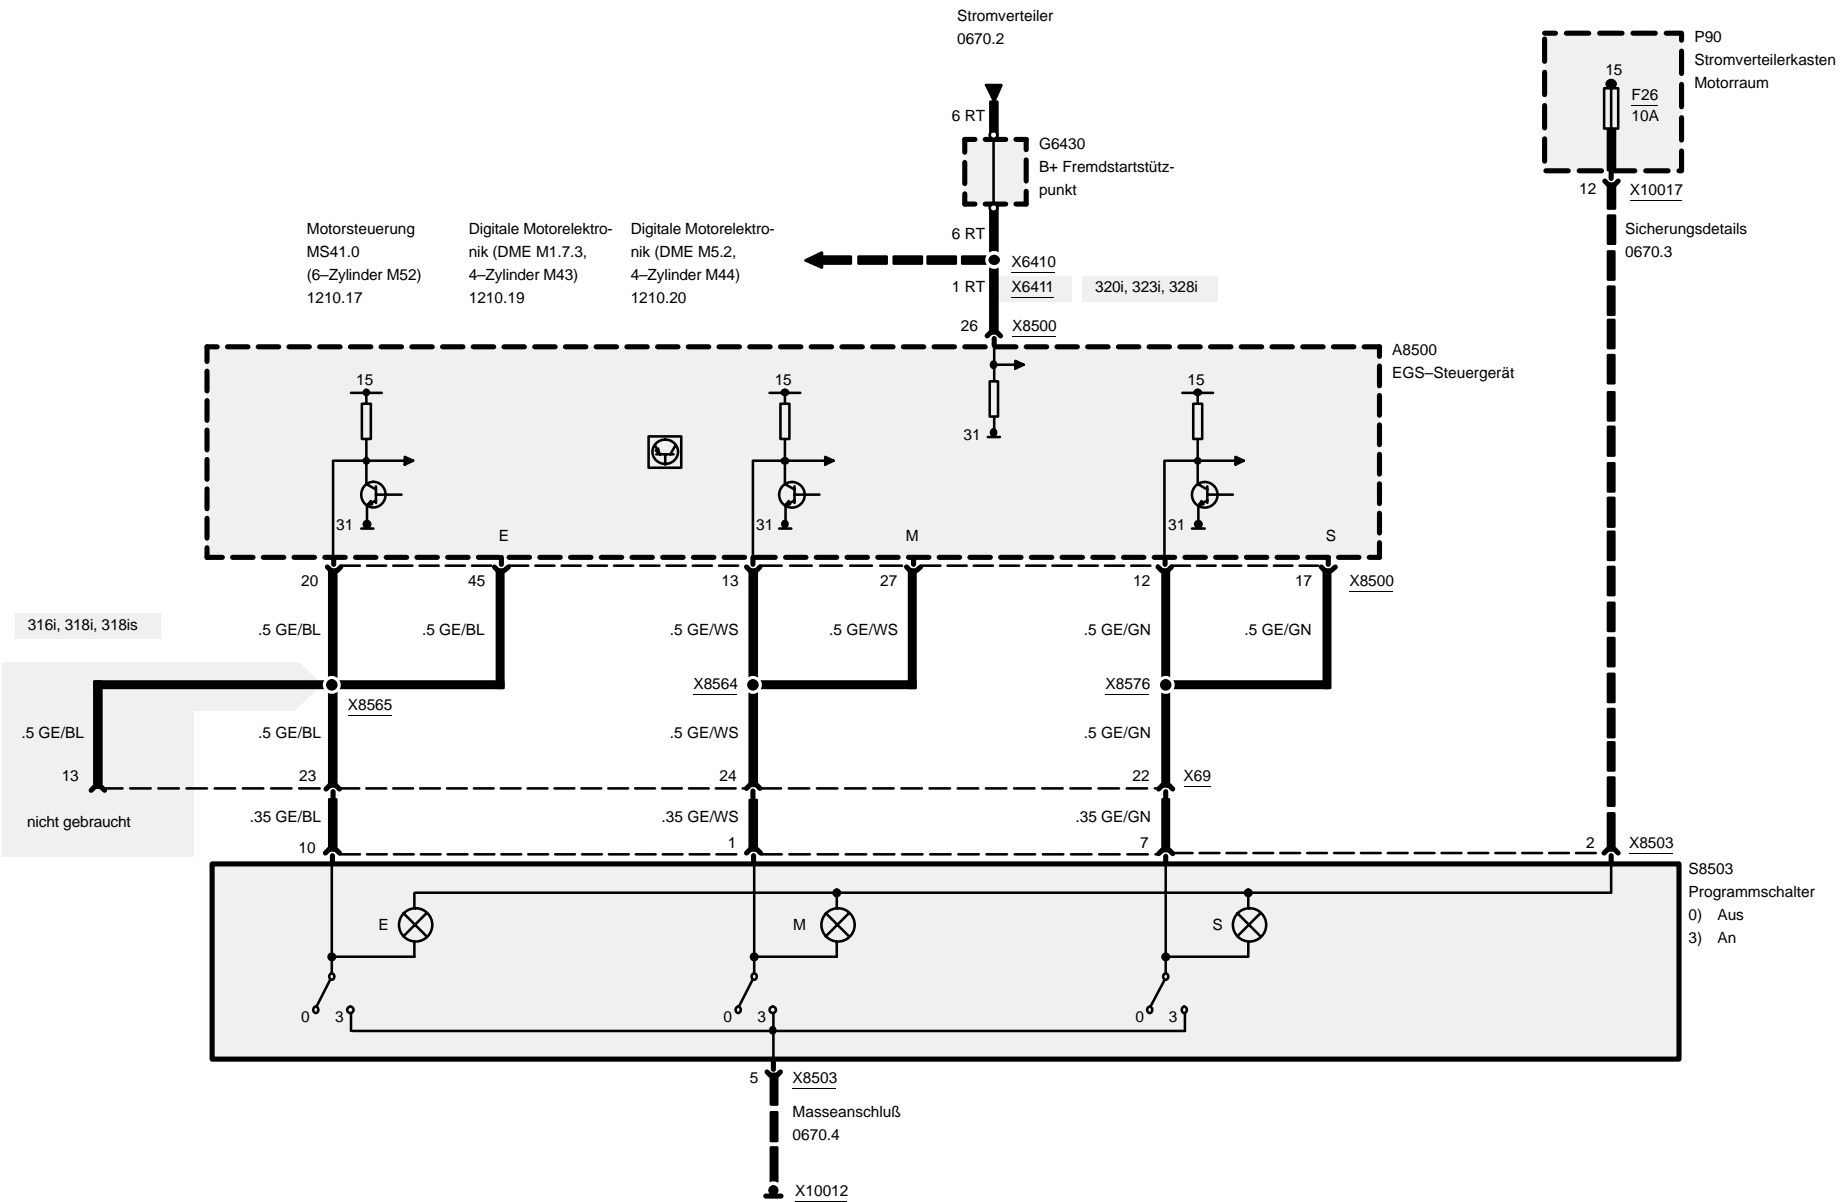 Stromverteiler
0670.2
P90
Stromverteilerkasten
Motorraum
15
F26
10A
6 RT
G6430
B+ Fremdstartstütz-
punkt
12
X10017
Sicherungsdetails
0670.3
Motorsteuerung
MS41.0
(6–Zylinder M52)
1210.17
Digitale Motorelektro-
nik (DME M1.7.3,
4–Zylinder M43)
1210.19
Digitale Motorelektro-
nik (DME M5.2,
4–Zylinder M44)
1210.20
6 RT
X6410
1 RT
X6411
320i, 323i, 328i
26
X8500
A8500
EGS–Steuergerät
15
15
15
31
31
31
31
E
M
S
20
45
13
27
12
17
X8500
316i, 318i, 318is
.5 GE/BL
.5 GE/BL
.5 GE/WS
.5 GE/WS
.5 GE/GN
.5 GE/GN
X8565
X8564
X8576
.5 GE/BL
.5 GE/BL
.5 GE/WS
.5 GE/GN
13
23
24
22
X69
nicht gebraucht
.35 GE/BL
.35 GE/WS
.35 GE/GN
10
1
7
2
X8503
S8503
Programmschalter
0) Aus
3) An
E
M
S
0
3
0
3
0
3
5
X8503
Masseanschluß
0670.4
X10012